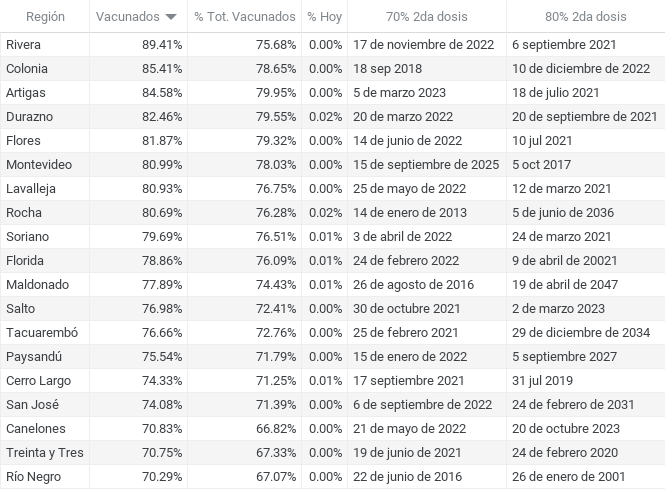 Región Vacunados % Tot. Vacunados % Hoy 70% 2da dosis 80% 2da dosis
Rivera 89.41% 75.68% 0.00% 17 de noviembre de 2022 6 septiembre 2021
Colonia 85.41% 78.65% 0.00% 18 sep 2018 10 de diciembre de 2022
Artigas 84.58% 79.95% 0.00% 5 de marzo 2023 18 de julio 2021
Durazno 82.46% 79.55% 0.02% 20 de marzo 2022 20 de septiembre de 2021
Flores 81.87% 79.32% 0.00% 14 de junio de 2022 10 jul 2021
Montevideo 80.99% 78.03% 0.00% 15 de septiembre de 2025 5 oct 2017
Lavalleja 80.93% 76.75% 0.00% 25 de mayo de 2022 12 de marzo 2021
Rocha 80.69% 76.28% 0.02% 14 de enero de 2013 5 de junio de 2036
Soriano 79.69% 76.51% 0.01% 3 de abril de 2022 24 de marzo 2021
Florida 78.86% 76.09% 0.01% 24 de febrero 2022 9 de abril de 20021
Maldonado 77.89% 74.43% 0.01% 26 de agosto de 2016 19 de abril de 2047
Salto 76.98% 72.41% 0.00% 30 de octubre 2021 2 de marzo 2023
Tacuarembó 76.66% 72.76% 0.00% 25 de febrero 2021 29 de diciembre de 2034
Paysandú 75.54% 71.79% 0.00% 15 de enero de 2022 5 septiembre 2027
Cerro Largo 74.33% 71.25% 0.01% 17 septiembre 2021 31 jul 2019
San José 74.08% 71.39% 0.00% 6 de septiembre de 2022 24 de febrero de 2031
Canelones 70.83% 66.82% 0.00% 21 de mayo de 2022 20 de octubre de 2023
Treinta y Tres 70.75% 67.33% 0.00% 19 de junio de 2021 24 de febrero 2020
Río Negro 70.29% 67.07% 0.00% 22 de junio de 2016 26 de enero de 2001